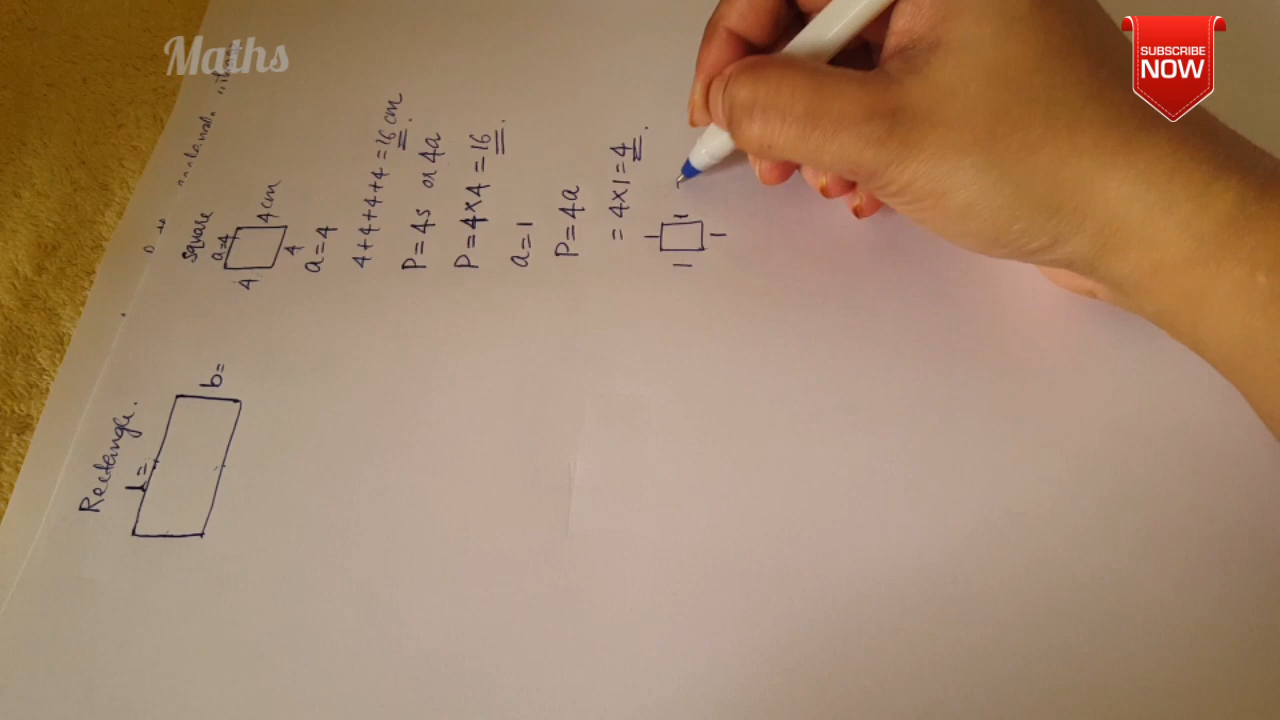 Maths
SUBSCRIBE
NOW
Square
a=4
4cm
4
4
a=4
4+4+4+4=16cm.
P=4s or 4a
P=4×4=16.
a=1
P=4a
=4×1=4.
1
1
1
1
Rectangle.
l=
b=